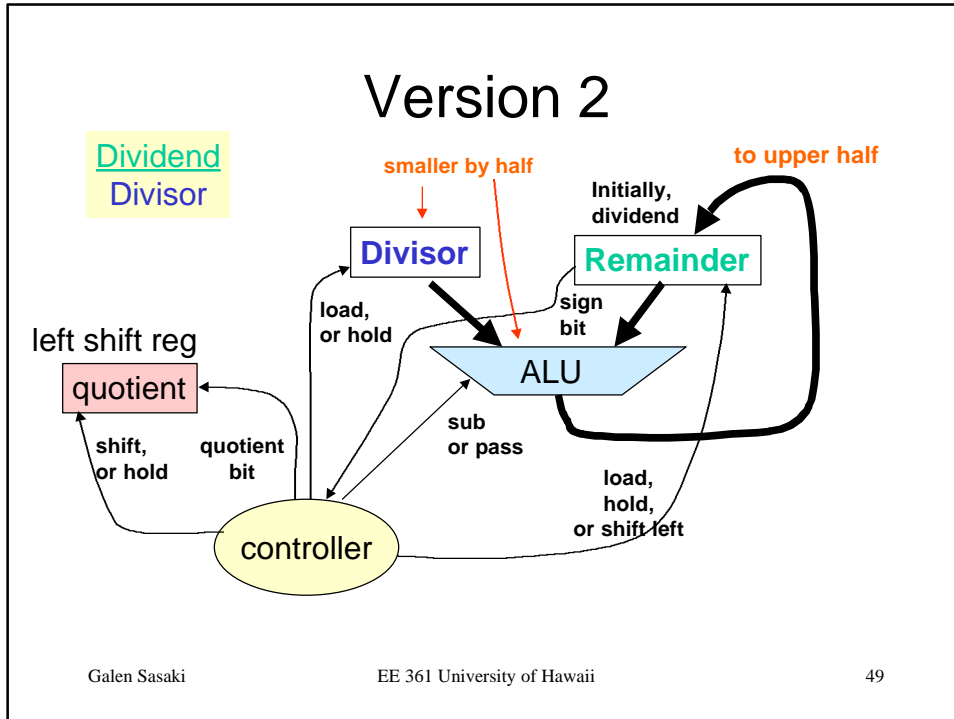 Version 2
Dividend
Divisor
smaller by half
to upper half
Initially,
dividend
Divisor
Remainder
load,
or hold
sign
bit
left shift reg
ALU
quotient
sub
or pass
shift,
or hold
quotient
bit
load,
hold,
or shift left
controller
Galen Sasaki EE 361 University of Hawaii 49